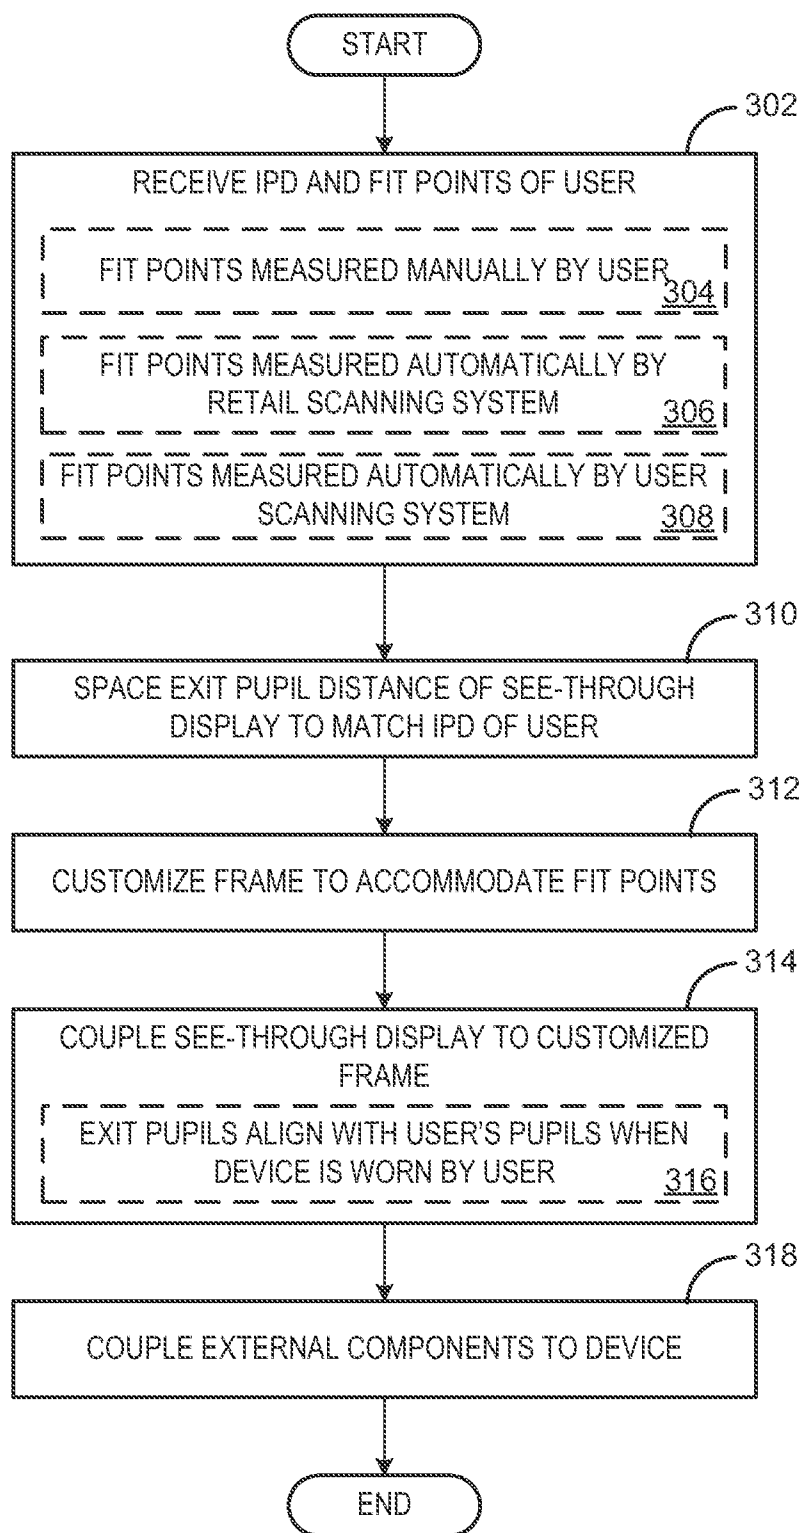 START
302
RECEIVE IPD AND FIT POINTS OF USER
FIT POINTS MEASURED MANUALLY BY USER
304
FIT POINTS MEASURED AUTOMATICALLY BY
RETAIL SCANNING SYSTEM
306
FIT POINTS MEASURED AUTOMATICALLY BY USER
SCANNING SYSTEM
308
310
SPACE EXIT PUPIL DISTANCE OF SEE-THROUGH
DISPLAY TO MATCH IPD OF USER
312
CUSTOMIZE FRAME TO ACCOMMODATE FIT POINTS
314
COUPLE SEE-THROUGH DISPLAY TO CUSTOMIZED
FRAME
EXIT PUPILS ALIGN WITH USER'S PUPILS WHEN
DEVICE IS WORN BY USER
316
318
COUPLE EXTERNAL COMPONENTS TO DEVICE
END